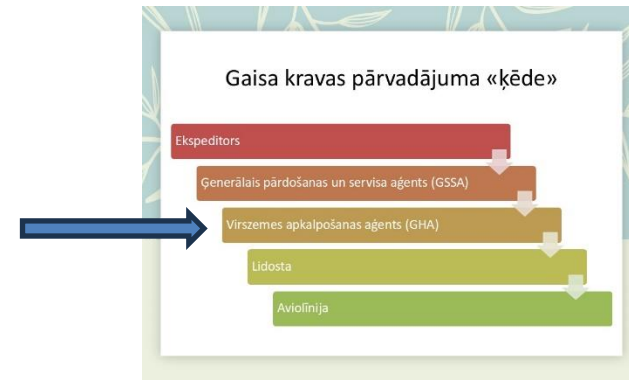 Gaisa kravas pārvadājuma «ķēde»
Ekspeditors
Ģenerālais pārdošanas un servisa aģents (GSSA)
Virszemes apkalpošanas aģents (GHA)
Lidosta
Aviolīnija